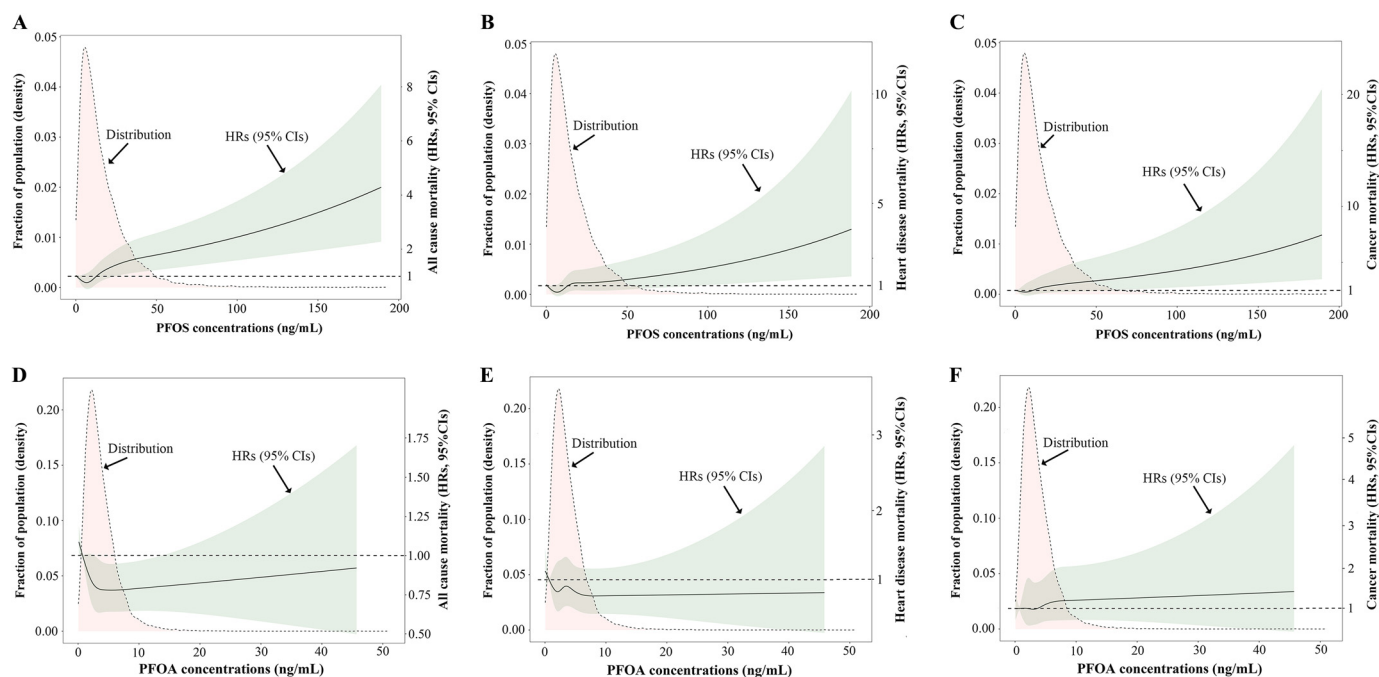 A
Fraction of population (density)
0.05
0.04
0.03
0.02
0.01
0.00
Distribution
HRs (95% CIs)
8
6
4
2
1
All cause mortality (HRs, 95% CIs)
0
50
100
150
200
PFOS concentrations (ng/mL)
B
Fraction of population (density)
0.05
0.04
0.03
0.02
0.01
0.00
Distribution
HRs (95% CIs)
10
5
1
Heart disease mortality (HRs, 95%CIs)
0
50
100
150
200
PFOS concentrations (ng/mL)
C
Fraction of population (density)
0.05
0.04
0.03
0.02
0.01
0.00
Distribution
HRs (95% CIs)
20
10
1
Cancer mortality (HRs, 95%CIs)
0
50
100
150
200
PFOS concentrations (ng/mL)
D
Fraction of population (density)
0.20
0.15
0.10
0.05
0.00
Distribution
HRs (95% CIs)
1.75
1.50
1.25
1.00
0.75
0.50
All cause mortality (HRs, 95%CIs)
0
10
20
30
40
50
PFOA concentrations (ng/mL)
E
Fraction of population (density)
0.20
0.15
0.10
0.05
0.00
Distribution
HRs (95% CIs)
3
2
1
Heart disease mortality (HRs, 95%CIs)
0
10
20
30
40
50
PFOA concentrations (ng/mL)
F
Fraction of population (density)
0.20
0.15
0.10
0.05
0.00
Distribution
HRs (95% CIs)
5
4
3
2
1
Cancer mortality (HRs, 95%CIs)
0
10
20
30
40
50
PFOA concentrations (ng/mL)